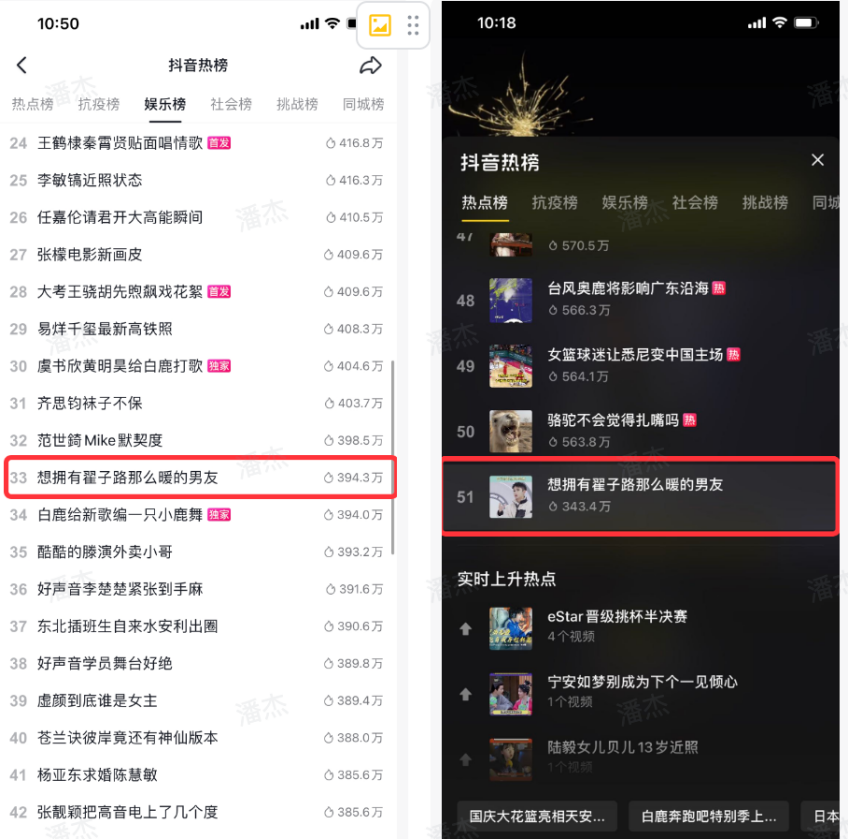 10:50
抖音热榜
热点榜 抗疫榜 娱乐榜 社会榜 挑战榜 同城榜
24 王鹤棣秦霄贤贴面唱情歌 首发 416.8万
25 李敏镐近照状态 416.3万
26 任嘉伦请君开大高能瞬间 410.5万
27 张檬电影新画皮 409.6万
28 大考王骁胡先煦飙戏花絮 首发 409.6万
29 易烊千玺最新高铁照 408.3万
30 虞书欣黄明昊给白鹿打歌 独家 404.6万
31 齐思钧袜子不保 403.7万
32 范世錡Mike默契度 398.5万
33 想拥有翟子路那么暖的男友 394.3万
34 白鹿给新歌编一只小鹿舞 独家 394.0万
35 酷酷的滕演外卖小哥 393.2万
36 好声音李楚楚紧张到手麻 391.6万
37 东北插班生自来水安利出圈 390.6万
38 好声音学员舞台好绝 389.8万
39 虚颜到底谁是女主 389.4万
40 苍兰诀彼岸竟还有神仙版本 388.0万
41 杨亚东求婚陈慧敏 385.6万
42 张靓颖把高音电上了几个度 385.6万
10:18
抖音热榜
热点榜 抗疫榜 娱乐榜 社会榜 挑战榜 同城
47
570.5万
48 台风奥鹿将影响广东沿海 热
566.3万
49 女篮球迷让悉尼变中国主场 热
564.1万
50 骆驼不会觉得扎嘴吗 热
563.8万
51 想拥有翟子路那么暖的男友
343.4万
实时上升热点
eStar晋级挑杯半决赛
4个视频
宁安如梦别成为下个一见倾心
1个视频
陆毅女儿贝儿13岁近照
1个视频
国庆大花篮亮相天安... 白鹿奔跑吧特别季上... 日本
潘杰